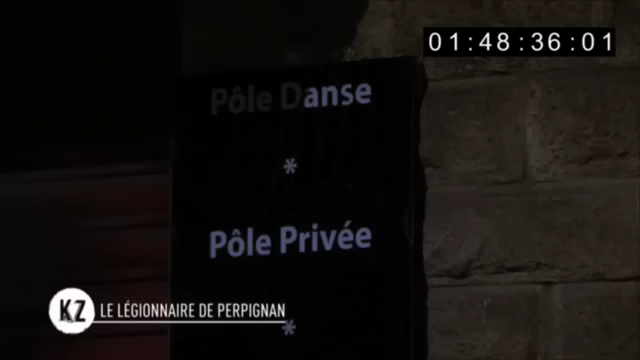 01:48:36:01
Pôle Danse
*
Pôle Privée
*
KZ LE LÉGIONNAIRE DE PERPIGNAN